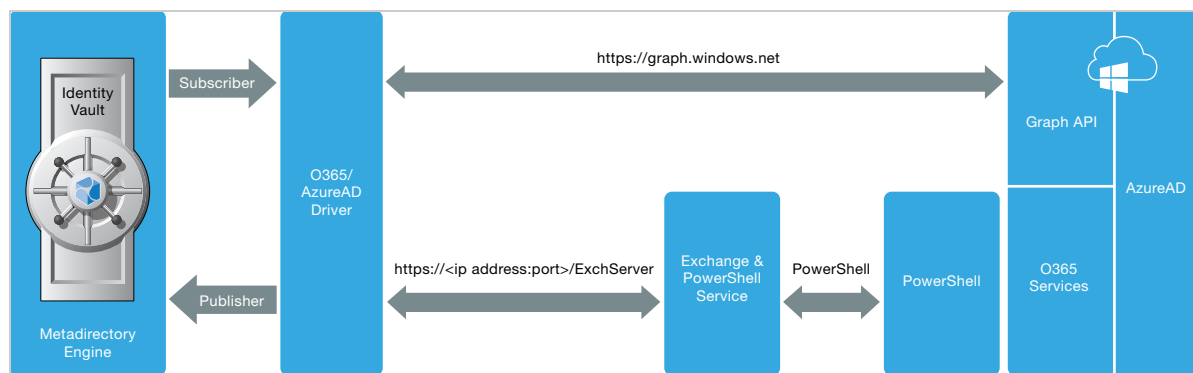 Identity
Vault
Metadirectory
Engine
Subscriber
Publisher
O365/
AzureAD
Driver
https://graph.windows.net
https://<ip address:port>/ExchServer
Exchange &
PowerShell
Service
PowerShell
PowerShell
Graph API
O365
Services
AzureAD